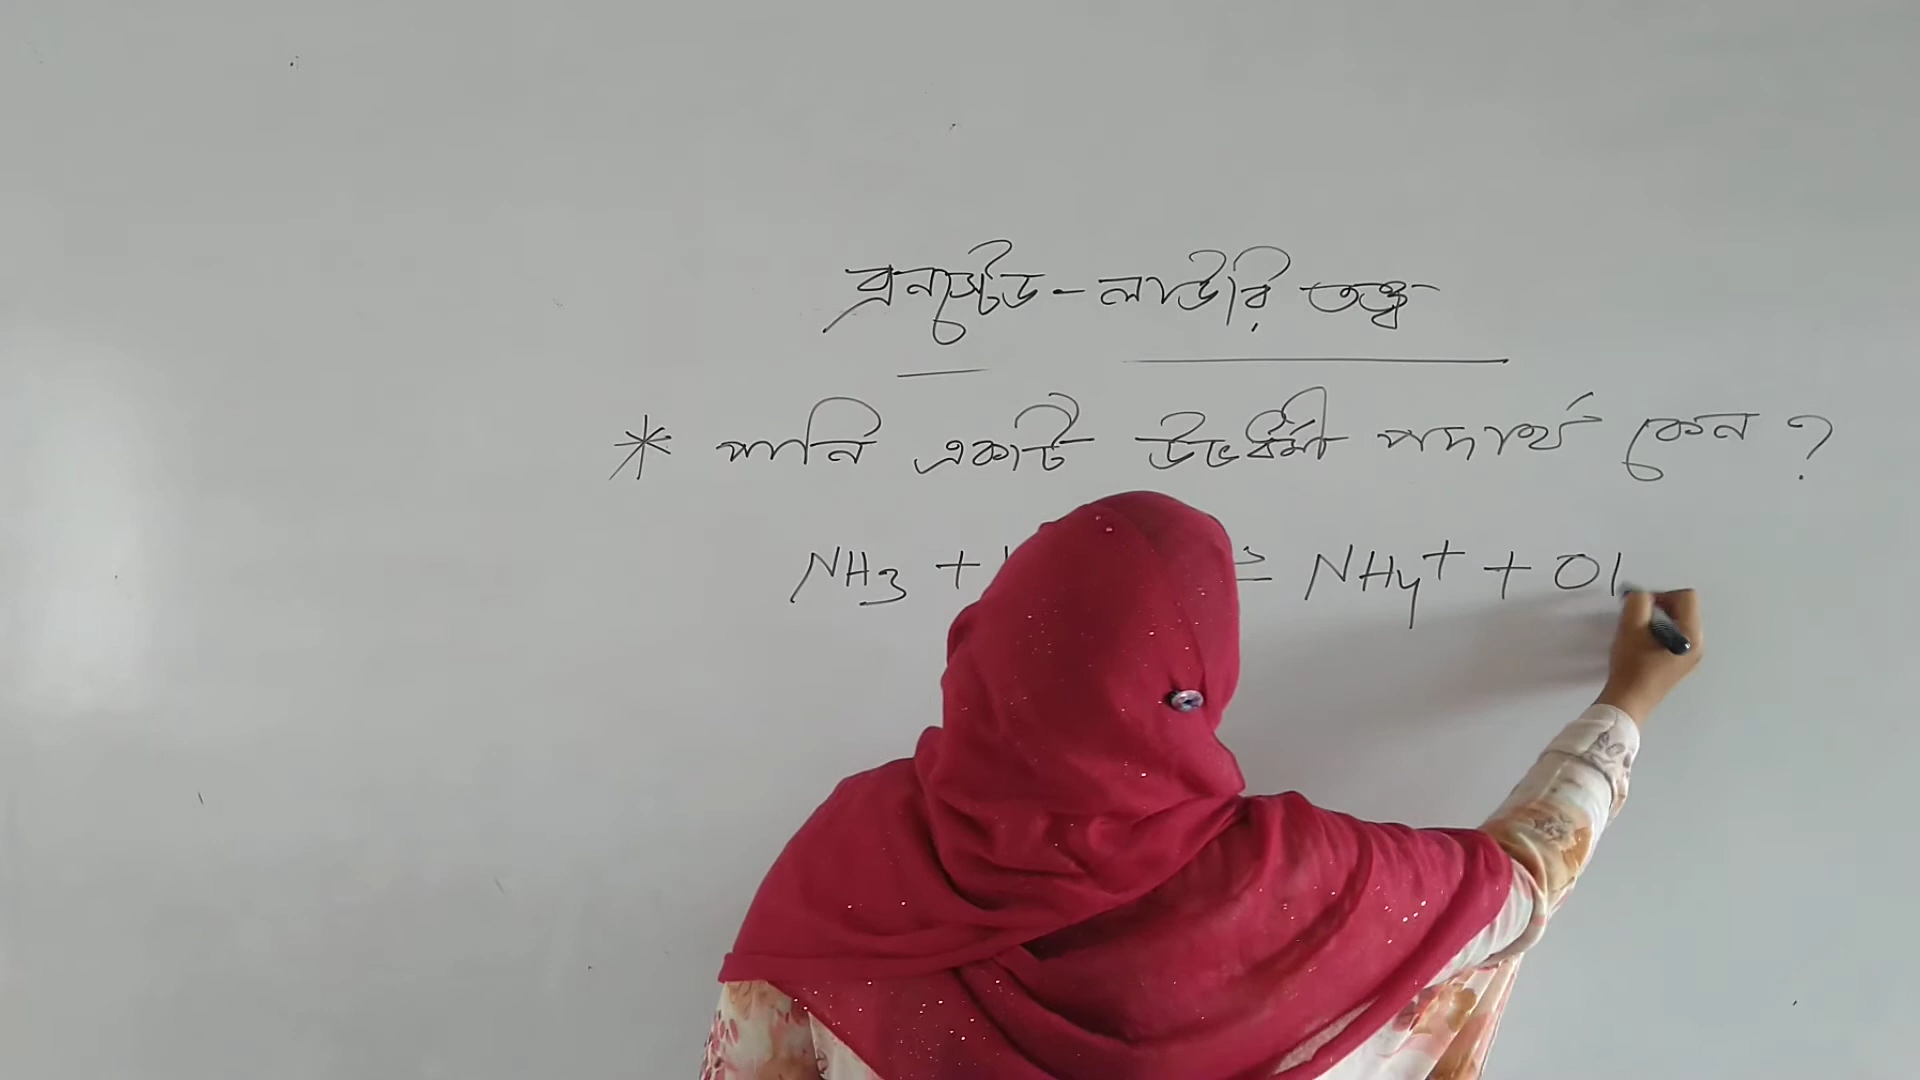 ব্রনস্টেড-লাউরি তত্ত্ব
* পানি একটি উভধর্মী পদার্থ কেন ?
NH3 + ⇌ NH4+ + O